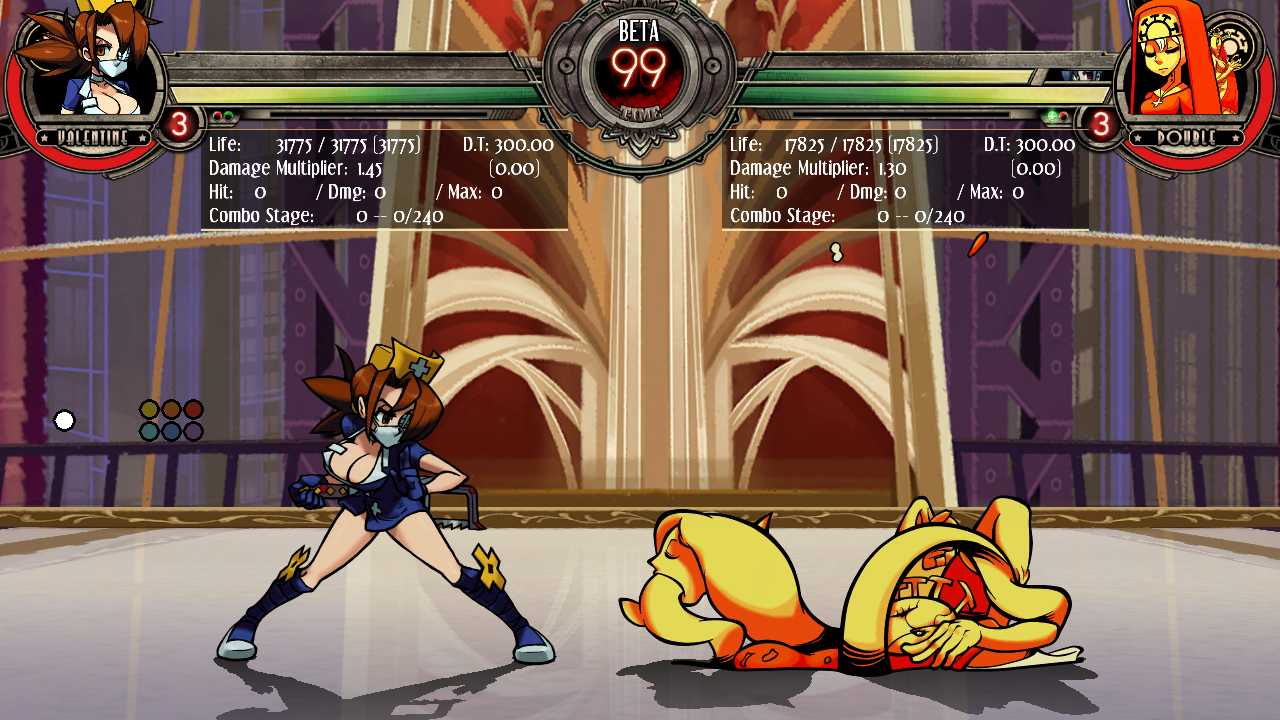 BETA
99
TIME
VALENTINE
3
3
DOUBLE
Life: 31775 / 31775 (31775) D.T: 300.00
Damage Multiplier: 1.45 (0.00)
Hit: 0 / Dmg: 0 / Max: 0
Combo Stage: 0 -- 0/240
Life: 17825 / 17825 (17825) D.T: 300.00
Damage Multiplier: 1.30 (0.00)
Hit: 0 / Dmg: 0 / Max: 0
Combo Stage: 0 -- 0/240